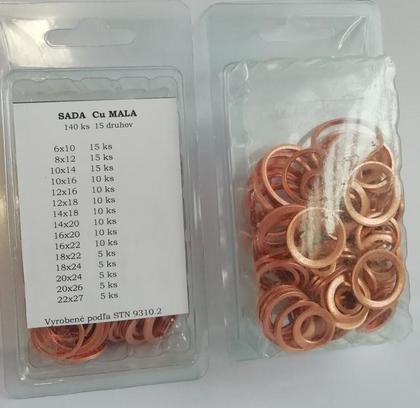 SADA Cu MALA
140 ks 15 druhov
6x10 15 ks
8x12 15 ks
10x14 15 ks
10x16 10 ks
12x16 10 ks
12x18 10 ks
14x18 10 ks
14x20 10 ks
16x20 10 ks
16x22 10 ks
18x22 5 ks
18x24 5 ks
20x24 5 ks
20x26 5 ks
22x27 5 ks
Vyrobené podľa STN 9310.2